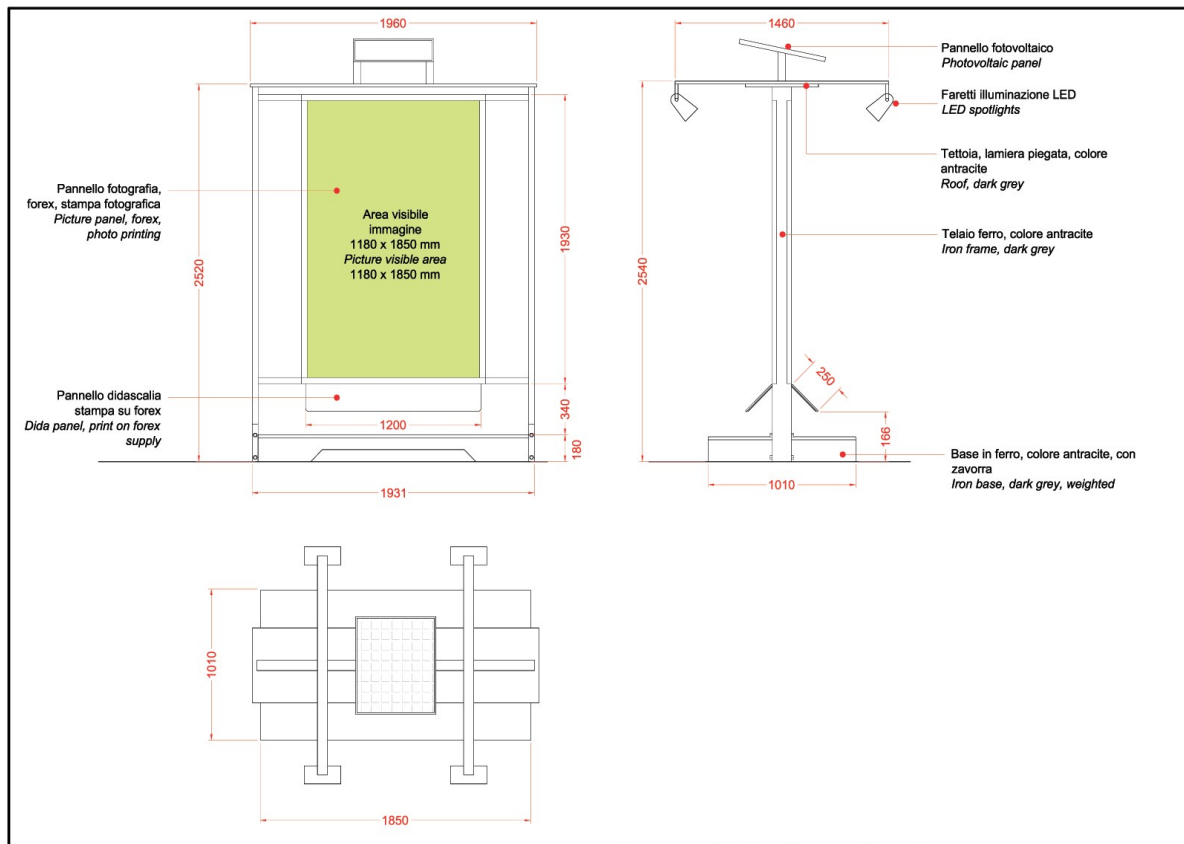 1960
2520
Pannello fotografia,
forex, stampa fotografica
Picture panel, forex,
photo printing
Area visibile
immagine
1180 x 1850 mm
Picture visible area
1180 x 1850 mm
1930
Pannello didascalia
stampa su forex
Dida panel, print on forex
supply
340
1200
180
1931
1460
2540
Pannello fotovoltaico
Photovoltaic panel
Faretti illuminazione LED
LED spotlights
Tettoia, lamiera piegata, colore
antracite
Roof, dark grey
Telaio ferro, colore antracite
Iron frame, dark grey
250
166
Base in ferro, colore antracite, con
zavorra
Iron base, dark grey, weighted
1010
1010
1850